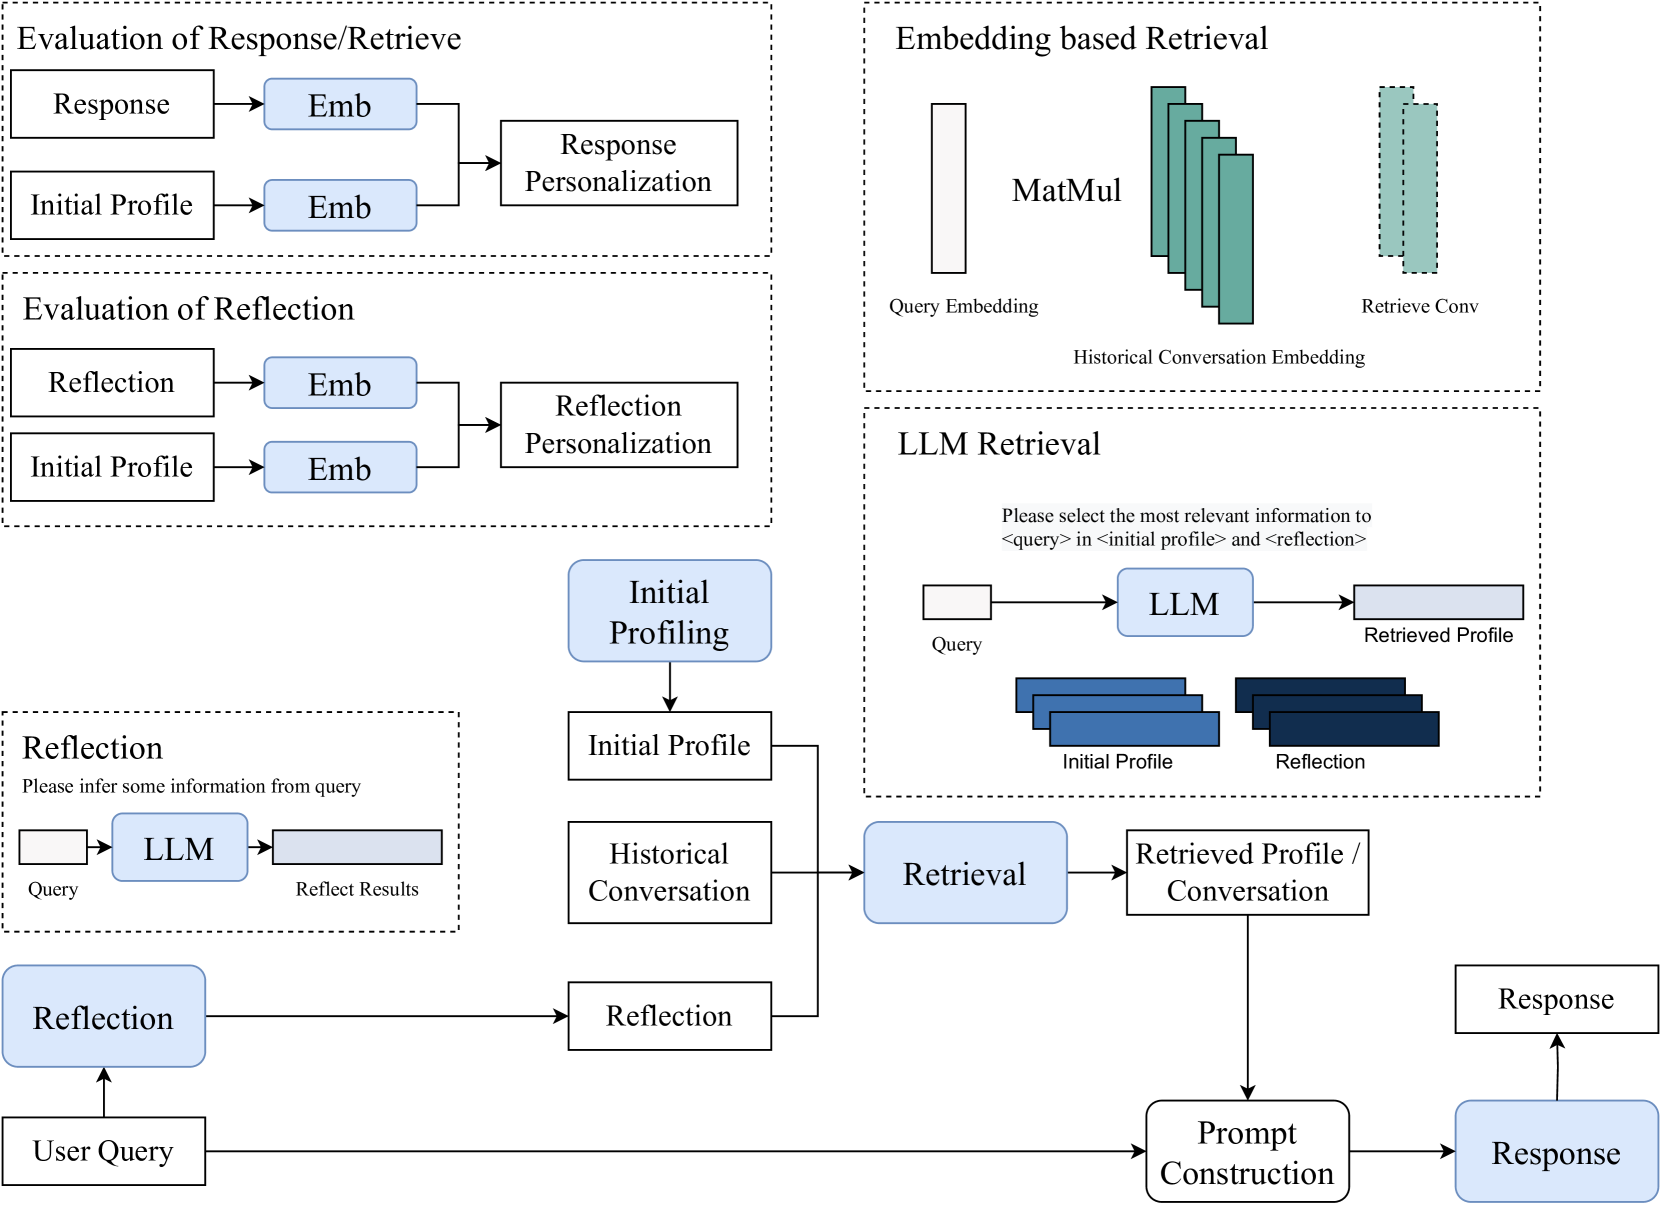 Evaluation of Response/Retrieve
Response
Emb
Initial Profile
Emb
Response
Personalization
Evaluation of Reflection
Reflection
Emb
Initial Profile
Emb
Reflection
Personalization
Embedding based Retrieval
MatMul
Query Embedding
Historical Conversation Embedding
Retrieve Conv
LLM Retrieval
Please select the most relevant information to
<query> in <initial profile> and <reflection>
LLM
Query
Retrieved Profile
Initial Profile
Reflection
Initial
Profiling
Initial Profile
Reflection
Please infer some information from query
LLM
Query
Reflect Results
Historical
Conversation
Retrieval
Retrieved Profile /
Conversation
Reflection
Reflection
Response
User Query
Prompt
Construction
Response